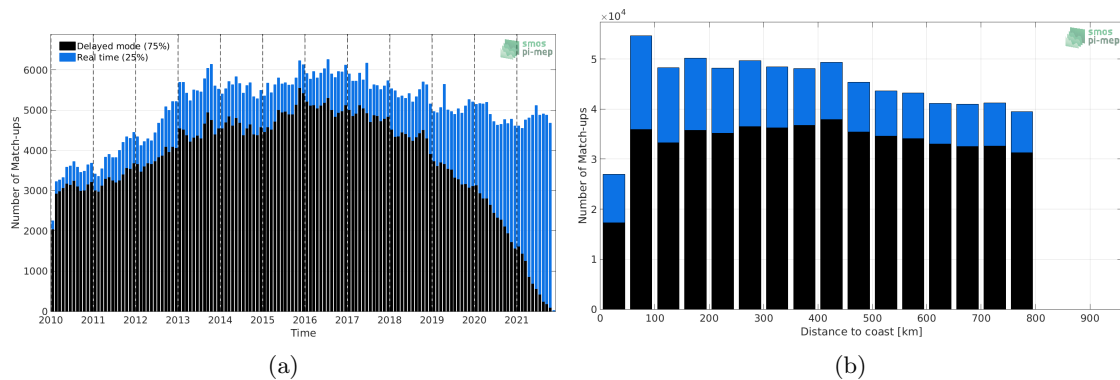 Delayed mode (75%)
Real time (25%)
smos
pi-mep
Number of Match-ups
6000
5000
4000
3000
2000
1000
0
2010 2011 2012 2013 2014 2015 2016 2017 2018 2019 2020 2021
Time
(a)
×10⁴
smos
pi-mep
Number of Match-ups
5
4
3
2
1
0
0 100 200 300 400 500 600 700 800 900
Distance to coast [km]
(b)